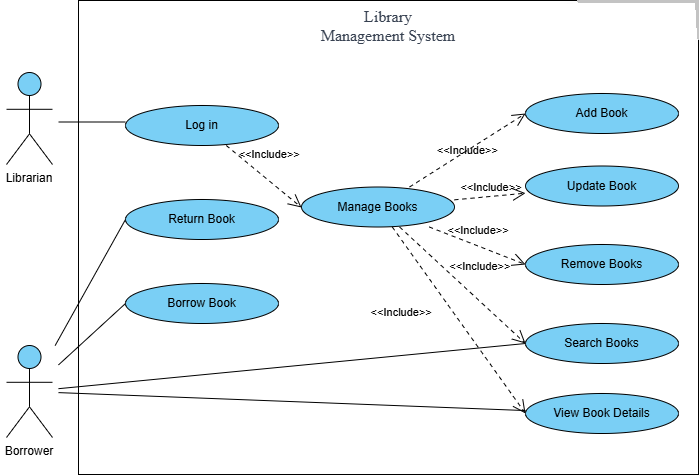 Library
Management System
Add Book
Log in
<<Include>>
<<Include>>
Librarian
Update Book
<<Include>>
Manage Books
Return Book
<<Include>>
Remove Books
<<Include>>
Borrow Book
<<Include>>
Search Books
View Book Details
Borrower